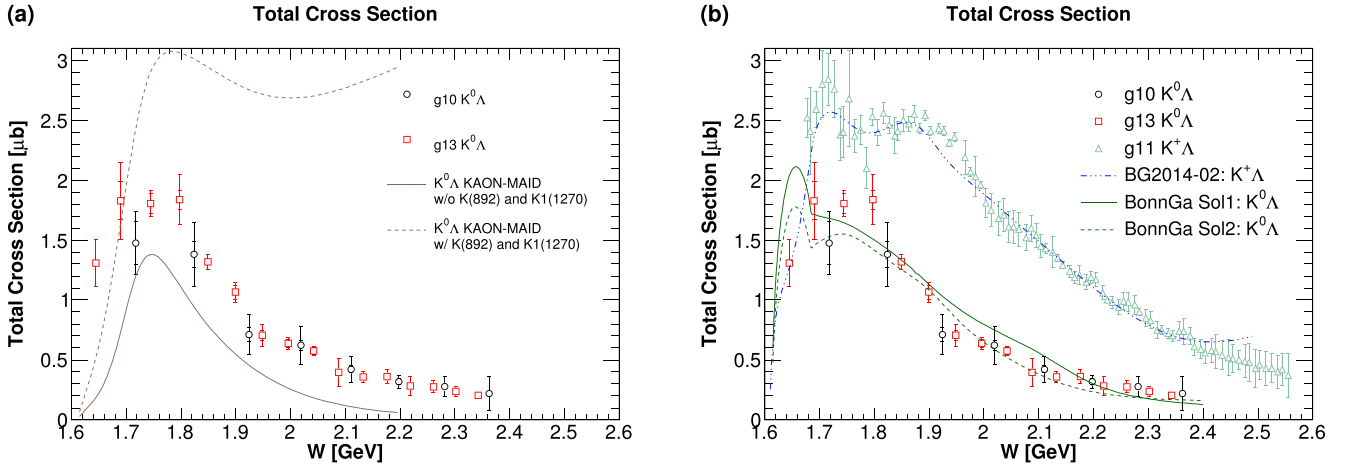 (a)
Total Cross Section
Total Cross Section [μb]
3
2.5
2
1.5
1
0.5
0
1.6 1.7 1.8 1.9 2 2.1 2.2 2.3 2.4 2.5 2.6
W [GeV]
g10 K⁰Λ
g13 K⁰Λ
K⁰Λ KAON-MAID
w/o K(892) and K1(1270)
K⁰Λ KAON-MAID
w/ K(892) and K1(1270)
(b)
Total Cross Section
Total Cross Section [μb]
3
2.5
2
1.5
1
0.5
0
1.6 1.7 1.8 1.9 2 2.1 2.2 2.3 2.4 2.5 2.6
W [GeV]
g10 K⁰Λ
g13 K⁰Λ
g11 K⁺Λ
BG2014-02: K⁺Λ
BonnGa Sol1: K⁰Λ
BonnGa Sol2: K⁰Λ